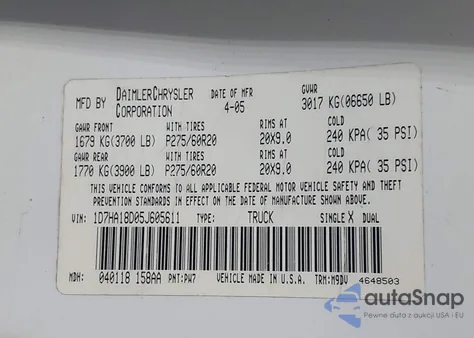 MFD BY DAIMLERCHRYSLER CORPORATION DATE OF MFR 4-05 GVWR 3017 KG(06650 LB)
GAWR FRONT WITH TIRES RIMS AT COLD
1679 KG(3700 LB) P275/60R20 20X9.0 240 KPA( 35 PSI)
GAWR REAR WITH TIRES RIMS AT COLD
1770 KG(3900 LB) P275/60R20 20X9.0 240 KPA( 35 PSI)
THIS VEHICLE CONFORMS TO ALL APPLICABLE FEDERAL MOTOR VEHICLE SAFETY AND THEFT
PREVENTION STANDARDS IN EFFECT ON THE DATE OF MANUFACTURE SHOWN ABOVE.
VIN: 1D7HA18D05J605611 TYPE: TRUCK SINGLE X DUAL
MDH: 040118 158AA PNT:PW7 VEHICLE MADE IN U.S.A. TRM:M9DV 4648503
autaSnap
Pewne auta z aukcji USA i EU